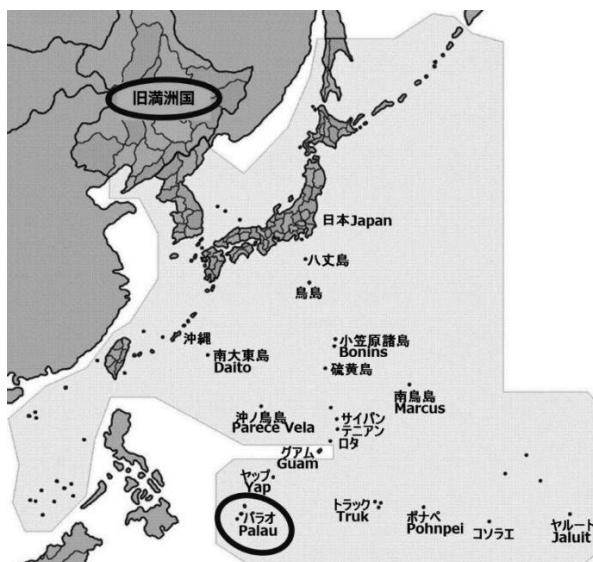 旧満洲国
日本Japan
八丈島
鳥島
沖縄
南大東島
Daito
小笠原諸島
Bonins
硫黄島
南鳥島
Marcus
沖ノ鳥島
Parece Vela
サイパン
テニアン
ロタ
グアム
Guam
ヤップ
Yap
パラオ
Palau
トラック
Truk
ポナペ
Pohnpei
コソラエ
ヤルート
Jaluit